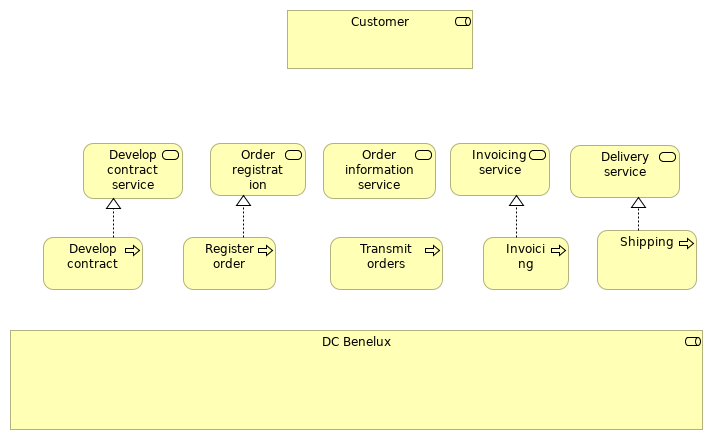 Customer
Develop
contract
service
Order
registrat
ion
Order
information
service
Invoicing
service
Delivery
service
Develop
contract
Register
order
Transmit
orders
Invoici
ng
Shipping
DC Benelux